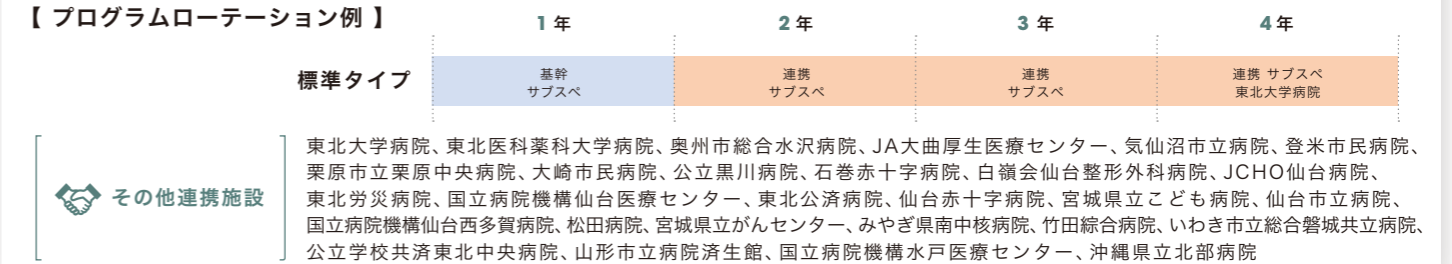 【 プログラムローテーション例 】
1 年 2 年 3 年 4 年
標準タイプ
基幹
サブスペ
連携
サブスペ
連携
サブスペ
連携 サブスペ
東北大学病院
その他連携施設
東北大学病院、東北医科薬科大学病院、奥州市総合水沢病院、JA大曲厚生医療センター、気仙沼市立病院、登米市民病院、
栗原市立栗原中央病院、大崎市民病院、公立黒川病院、石巻赤十字病院、白嶺会仙台整形外科病院、JCHO仙台病院、
東北労災病院、国立病院機構仙台医療センター、東北公済病院、仙台赤十字病院、宮城県立こども病院、仙台市立病院、
国立病院機構仙台西多賀病院、松田病院、宮城県立がんセンター、みやぎ県南中核病院、竹田綜合病院、いわき市立総合磐城共立病院、
公立学校共済東北中央病院、山形市立病院済生館、国立病院機構水戸医療センター、沖縄県立北部病院